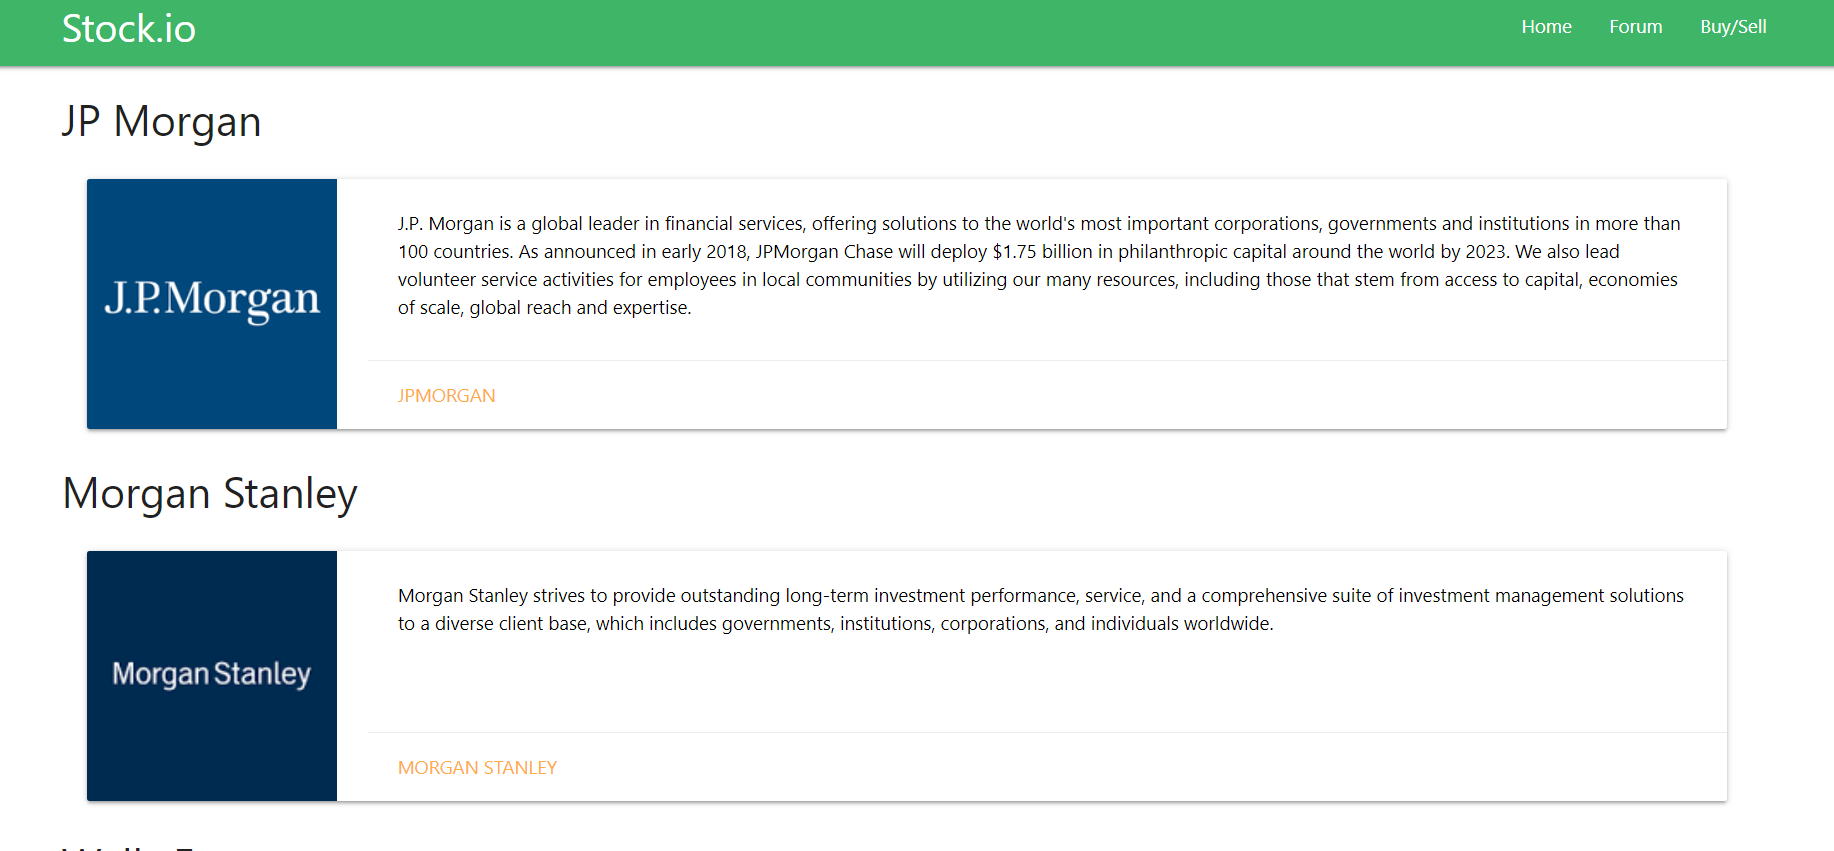 Stock.io
Home Forum Buy/Sell
JP Morgan
J.P.Morgan
J.P. Morgan is a global leader in financial services, offering solutions to the world's most important corporations, governments and institutions in more than
100 countries. As announced in early 2018, JPMorgan Chase will deploy $1.75 billion in philanthropic capital around the world by 2023. We also lead
volunteer service activities for employees in local communities by utilizing our many resources, including those that stem from access to capital, economies
of scale, global reach and expertise.
JPMORGAN
Morgan Stanley
Morgan Stanley
Morgan Stanley strives to provide outstanding long-term investment performance, service, and a comprehensive suite of investment management solutions
to a diverse client base, which includes governments, institutions, corporations, and individuals worldwide.
MORGAN STANLEY